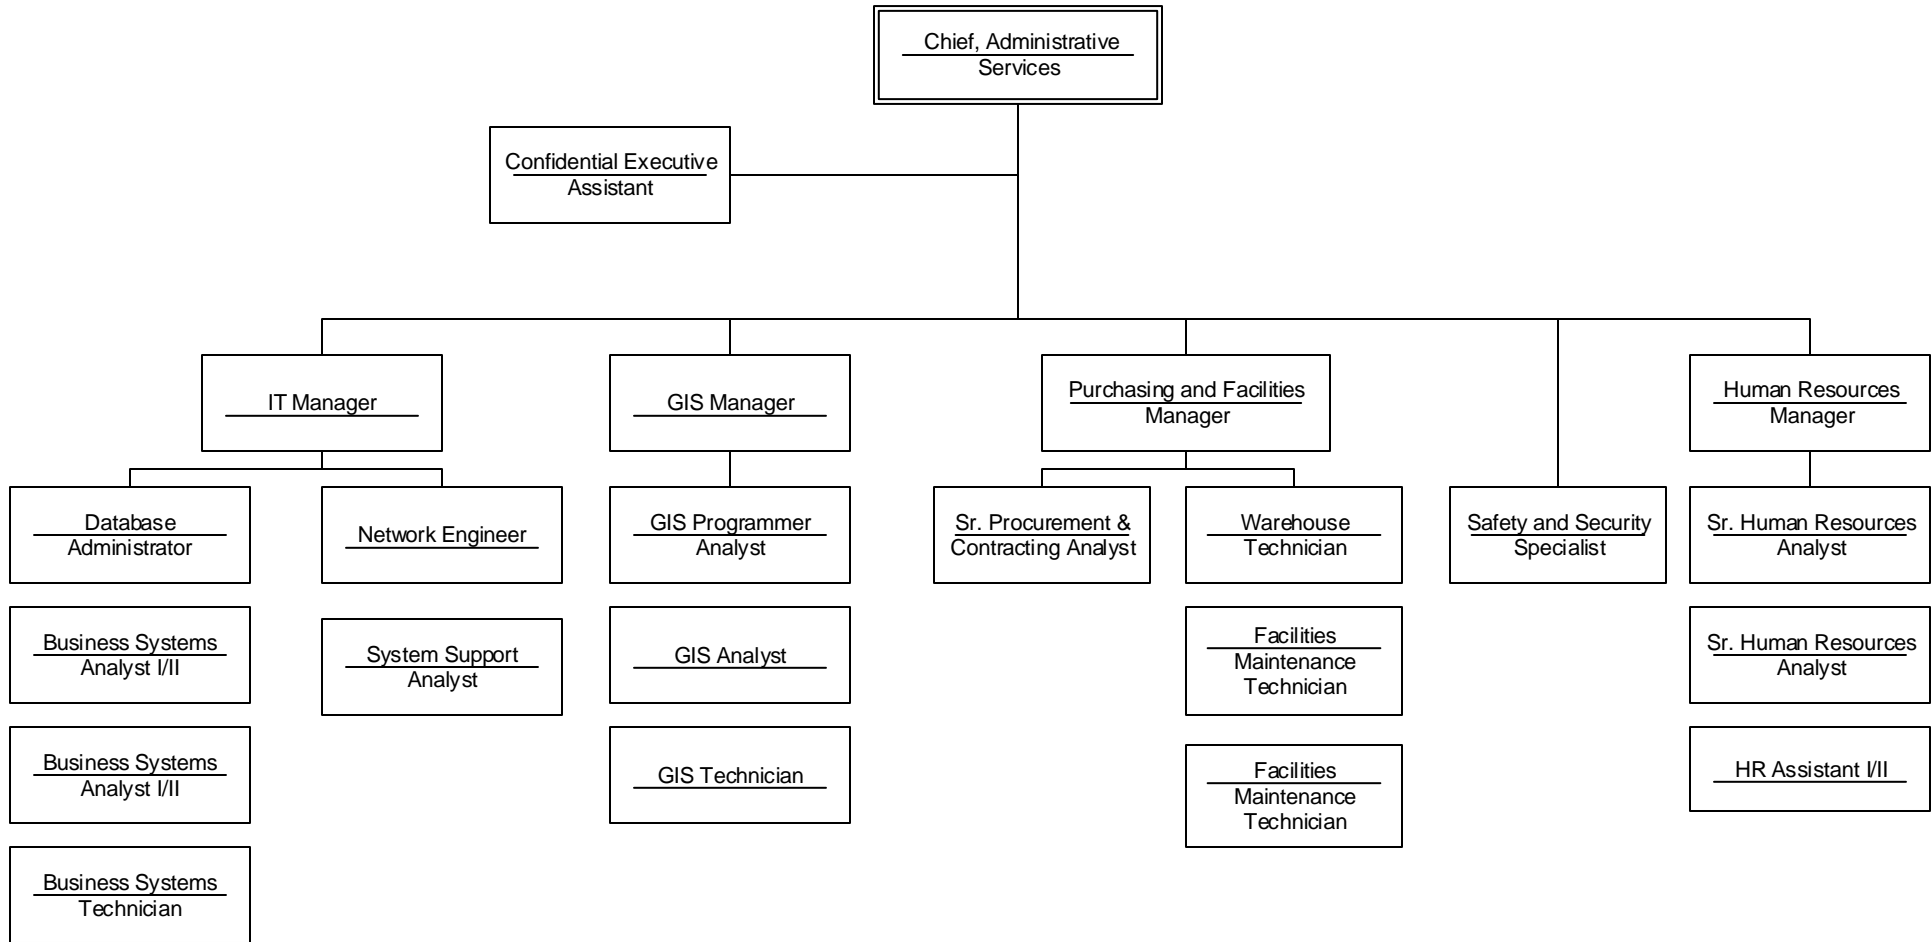 Chief, Administrative
Services
Confidential Executive
Assistant
IT Manager
GIS Manager
Purchasing and Facilities
Manager
Human Resources
Manager
Database
Administrator
Network Engineer
GIS Programmer
Analyst
Sr. Procurement &
Contracting Analyst
Warehouse
Technician
Safety and Security
Specialist
Sr. Human Resources
Analyst
Business Systems
Analyst I/II
System Support
Analyst
GIS Analyst
Facilities
Maintenance
Technician
Sr. Human Resources
Analyst
Business Systems
Analyst I/II
GIS Technician
Facilities
Maintenance
Technician
HR Assistant I/II
Business Systems
Technician